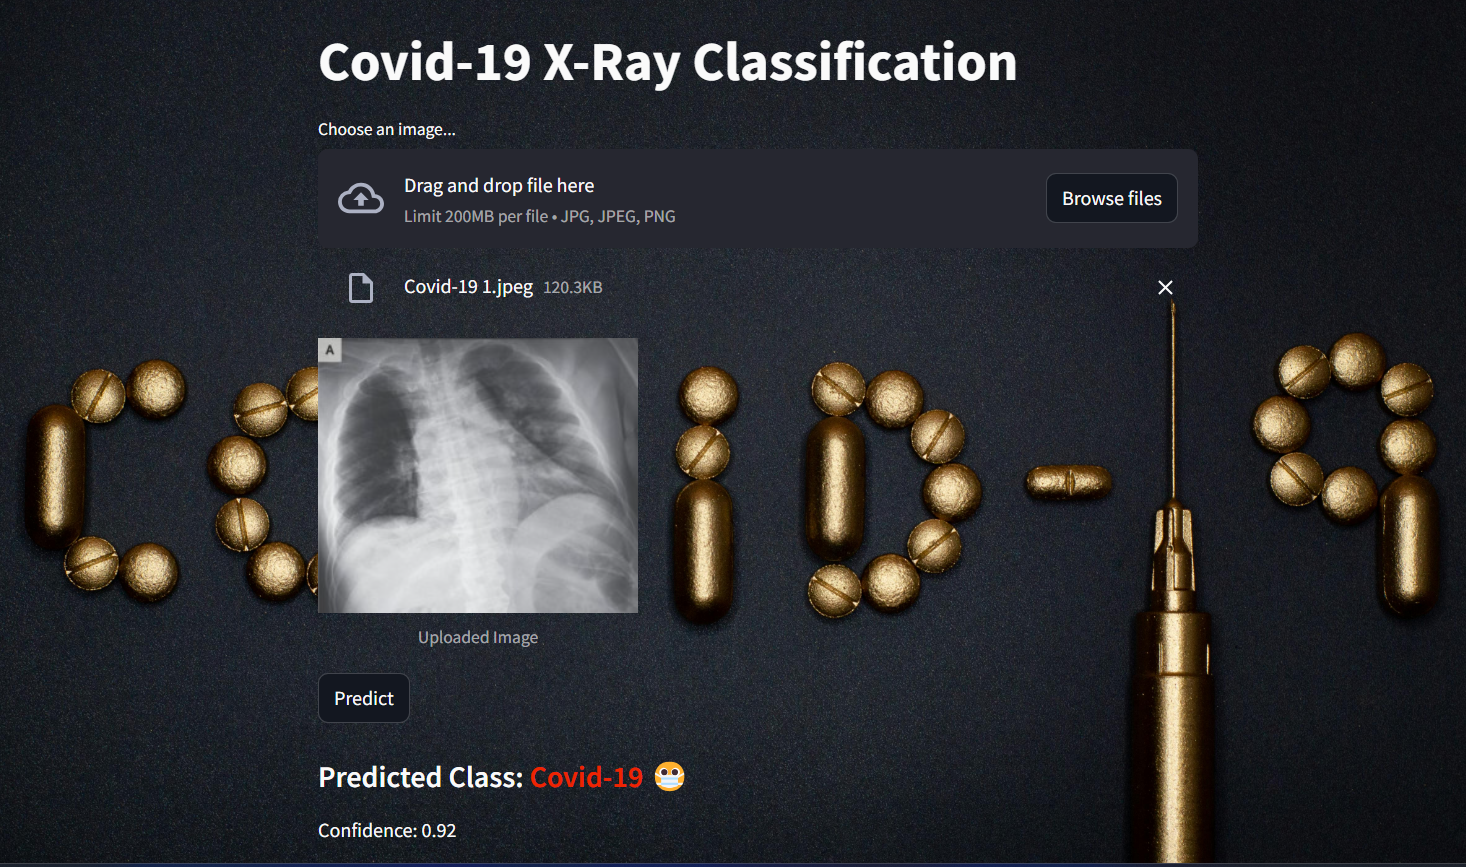 Covid-19 X-Ray Classification
Choose an image...
Drag and drop file here
Limit 200MB per file • JPG, JPEG, PNG
Browse files
Covid-19 1.jpeg 120.3KB
A
Uploaded Image
Predict
Predicted Class: Covid-19 😷
Confidence: 0.92